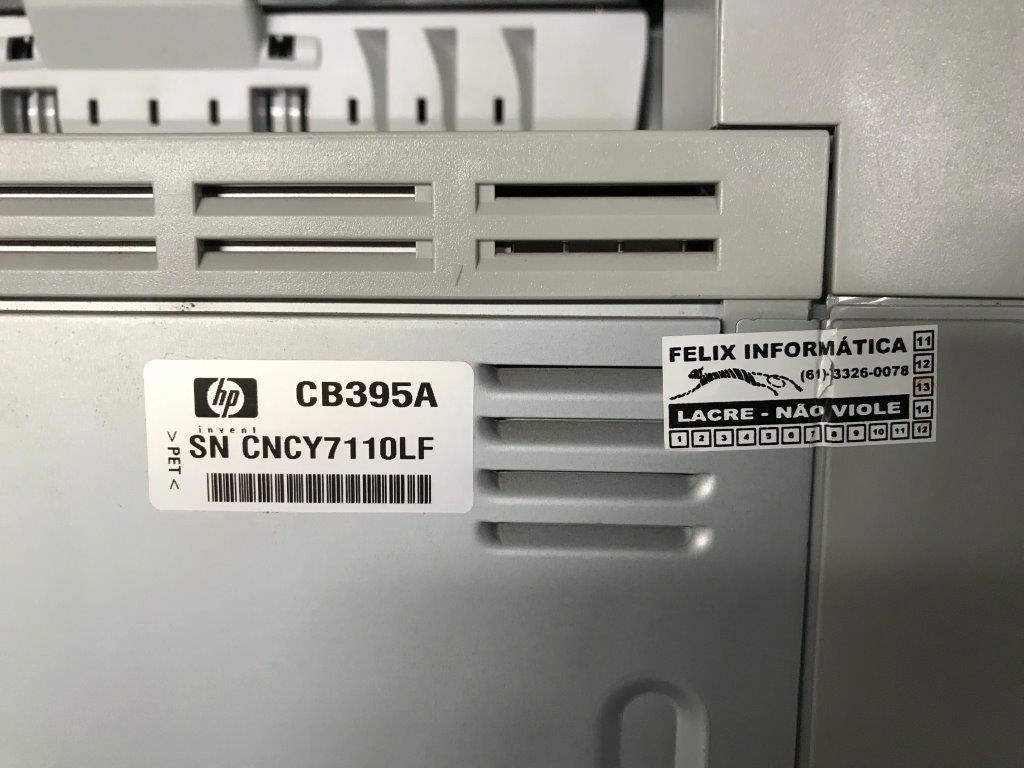 hp CB395A
invent
SN CNCY7110LF
>PET<
FELIX INFORMÁTICA
(61) 3326-0078
LACRE - NÃO VIOLE
1 2 3 4 5 6 7 8 9 10 11 12
11
12
13
14